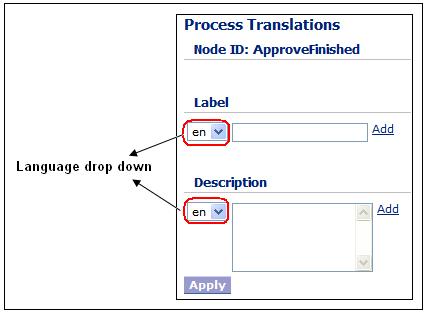 Process Translations
Node ID: ApproveFinished
Label
en Add
Language drop down
Description
en Add
Apply